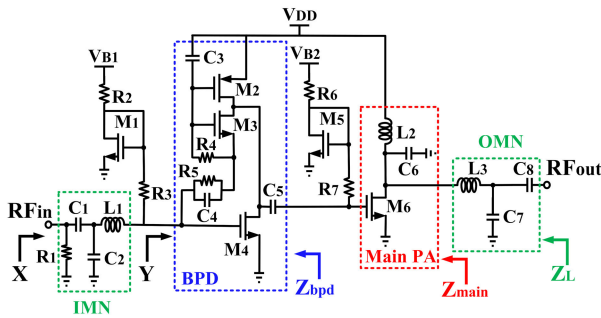 VDD
VB1
C3
VB2
R2
M2
R6
M1
M3
M5
L2
R4
OMN
R5
C6
L3
C8
RFout
R3
C4
C5
R7
M6
RFin
C1
L1
C7
X
R1
C2
Y
M4
BPD
Main PA
ZL
IMN
Zbpd
Zmain